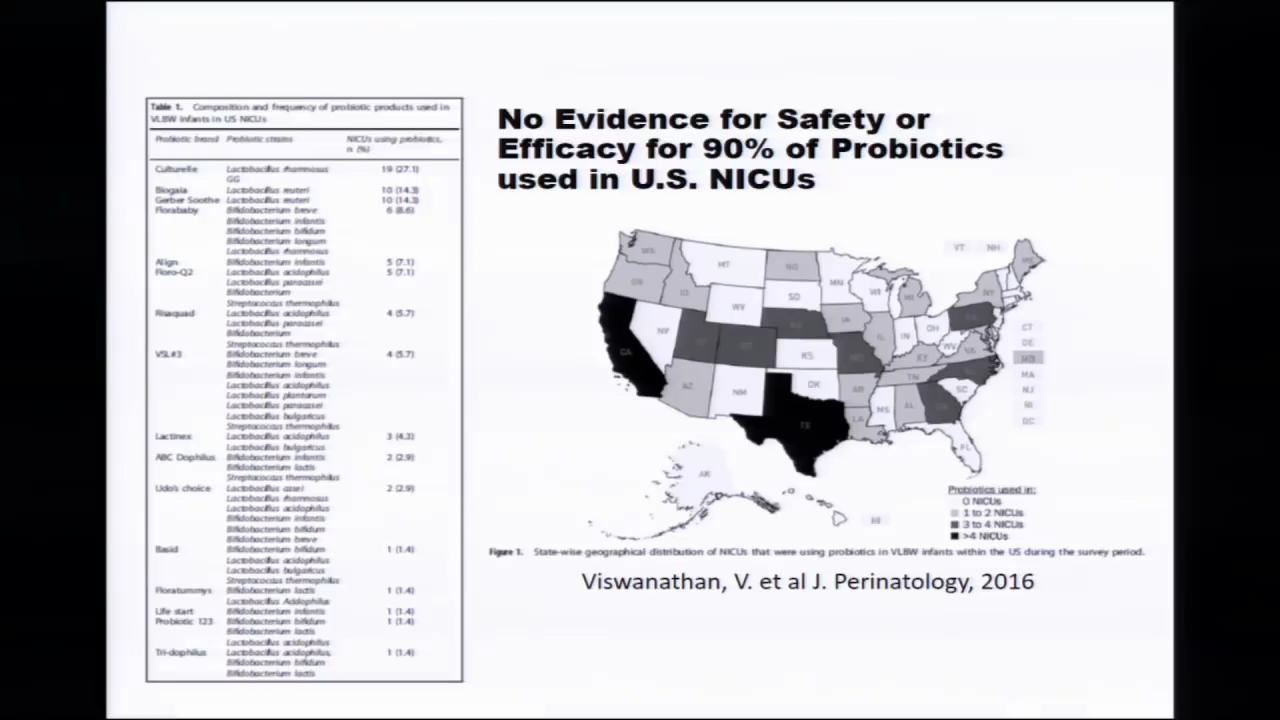 Table 1. Composition and frequency of probiotic products used in
VLBW infants in US NICUs
Probiotic brand Probiotic strains NICUs using probiotics,
n (%)
Culturelle Lactobacillus rhamnosus 19 (27.1)
GG
Biogaia Lactobacillus reuteri 10 (14.3)
Gerber Soothe Lactobacillus reuteri 10 (14.3)
Florababy Bifidobacterium breve 6 (8.6)
Bifidobacterium infantis
Bifidobacterium bifidum
Bifidobacterium longum
Lactobacillus rhamnosus
Align Bifidobacterium infantis 5 (7.1)
Floro-Q2 Lactobacillus acidophilus 5 (7.1)
Lactobacillus paracasei
Bifidobacterium
Streptococcus thermophilus
Risaquad Lactobacillus acidophilus 4 (5.7)
Lactobacillus paracasei
Bifidobacterium
Streptococcus thermophilus
VSL#3 Bifidobacterium breve 4 (5.7)
Bifidobacterium longum
Bifidobacterium infantis
Lactobacillus acidophilus
Lactobacillus plantarum
Lactobacillus paracasei
Lactobacillus bulgaricus
Streptococcus thermophilus
Lactinex Lactobacillus acidophilus 3 (4.3)
Lactobacillus bulgaricus
ABC Dophilus Bifidobacterium infantis 2 (2.9)
Bifidobacterium lactis
Streptococcus thermophilus
Udo's choice Lactobacillus 2 (2.9)
Lactobacillus rhamnosus
Lactobacillus acidophilus
Bifidobacterium infantis
Bifidobacterium bifidum
Bifidobacterium breve
Basid Bifidobacterium bifidum 1 (1.4)
Lactobacillus acidophilus
Lactobacillus bulgaricus
Streptococcus thermophilus
Floratummys Bifidobacterium lactis 1 (1.4)
Lactobacillus Addophilus
Life start Bifidobacterium infantis 1 (1.4)
Probiotic 123 Bifidobacterium bifidum 1 (1.4)
Bifidobacterium lactis
Lactobacillus acidophilus
Tri-dophilus Lactobacillus acidophilus, 1 (1.4)
Bifidobacterium bifidum
Bifidobacterium lactis
No Evidence for Safety or
Efficacy for 90% of Probiotics
used in U.S. NICUs
VT NH
WA MT ND MN ME
OR ID SD WI MI NY
WY IA
NV IL IN OH CT
CA KS KY WV VA DE
MD
AZ NM OK AR TN MA
SC NJ
TX LA MS AL RI
DC
FL
AK
HI
Probiotics used in:
0 NICUs
1 to 2 NICUs
3 to 4 NICUs
>4 NICUs
Figure 1. State-wise geographical distribution of NICUs that were using probiotics in VLBW infants within the US during the survey period.
Viswanathan, V. et al J. Perinatology, 2016